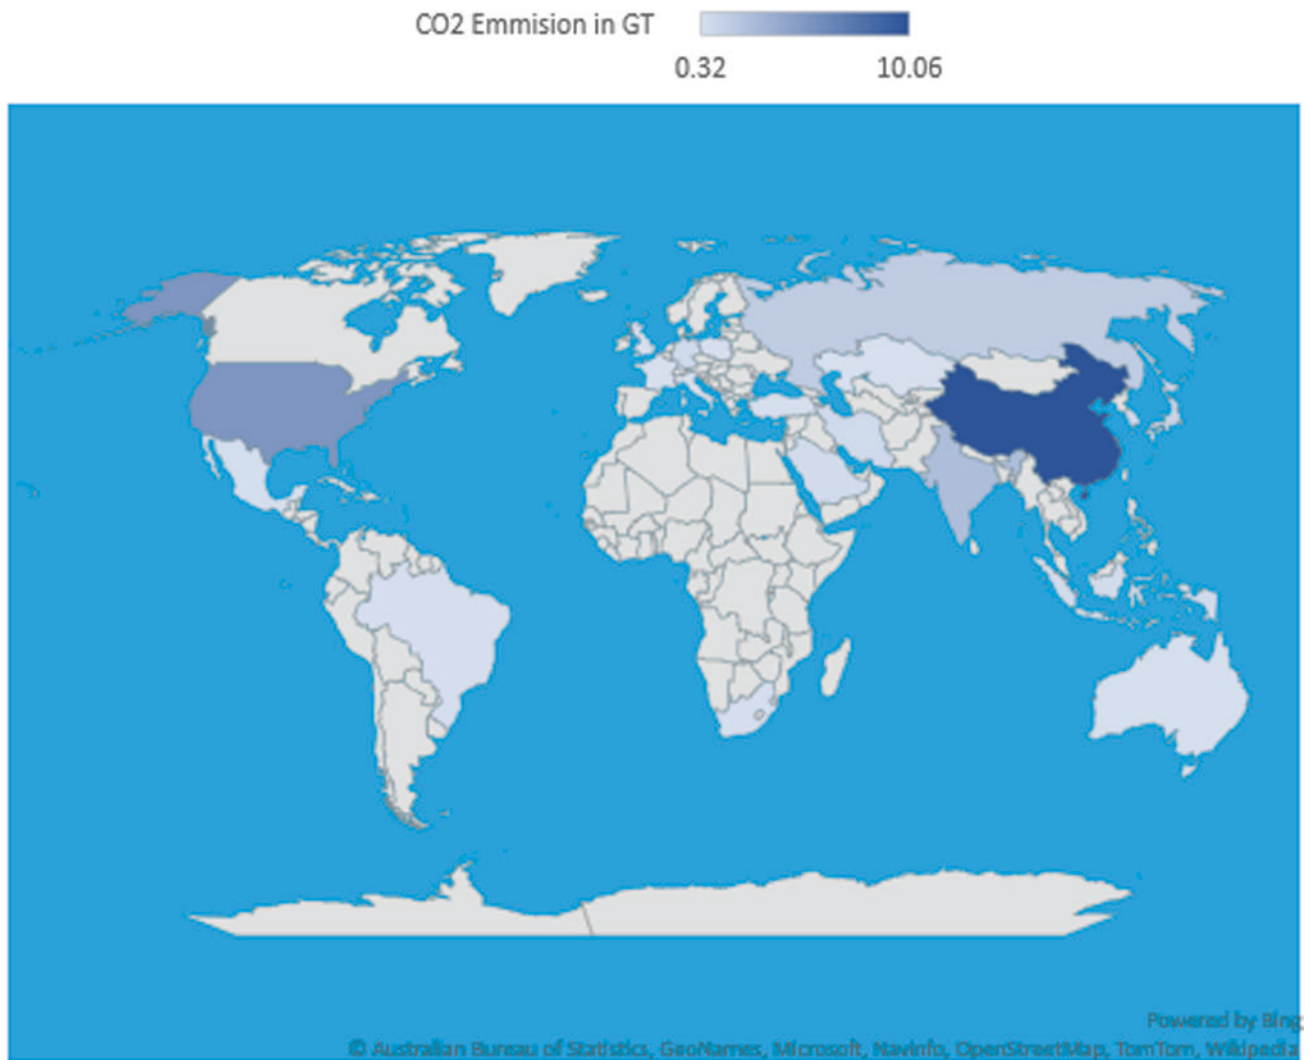 CO2 Emmision in GT
0.32 10.06
Powered by Bing
© Australian Bureau of Statistics, GeoNames, Microsoft, Navinfo, OpenStreetMap, TomTom, Wikipedia